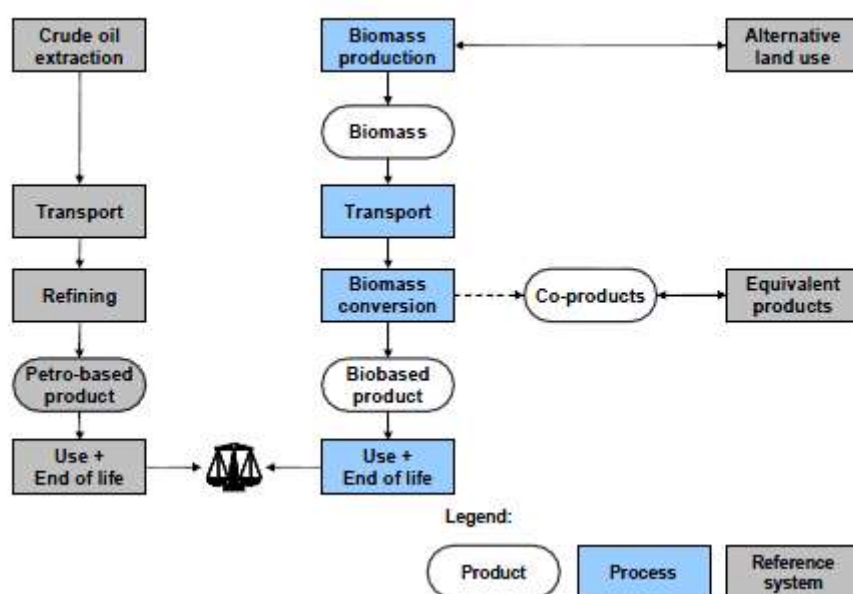 Crude oil
extraction
Biomass
production
Alternative
land use
Biomass
Transport
Transport
Refining
Biomass
conversion
Co-products
Equivalent
products
Petro-based
product
Biobased
product
Use +
End of life
Use +
End of life
Legend:
Product
Process
Reference
system